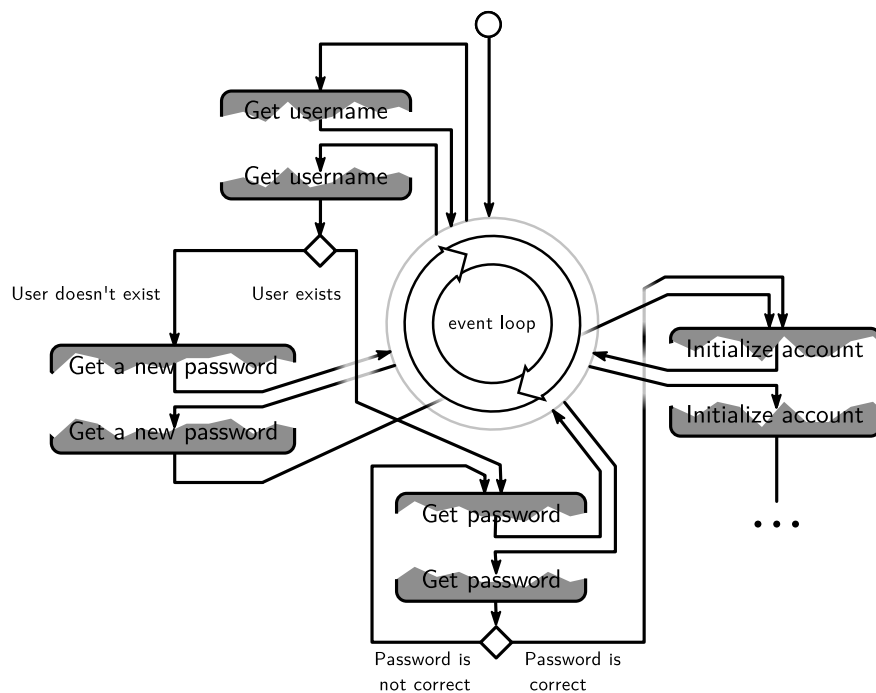 Get username
Get username
User doesn't exist
User exists
event loop
Get a new password
Get a new password
Initialize account
Initialize account
Get password
Get password
Password is
not correct
Password is
correct